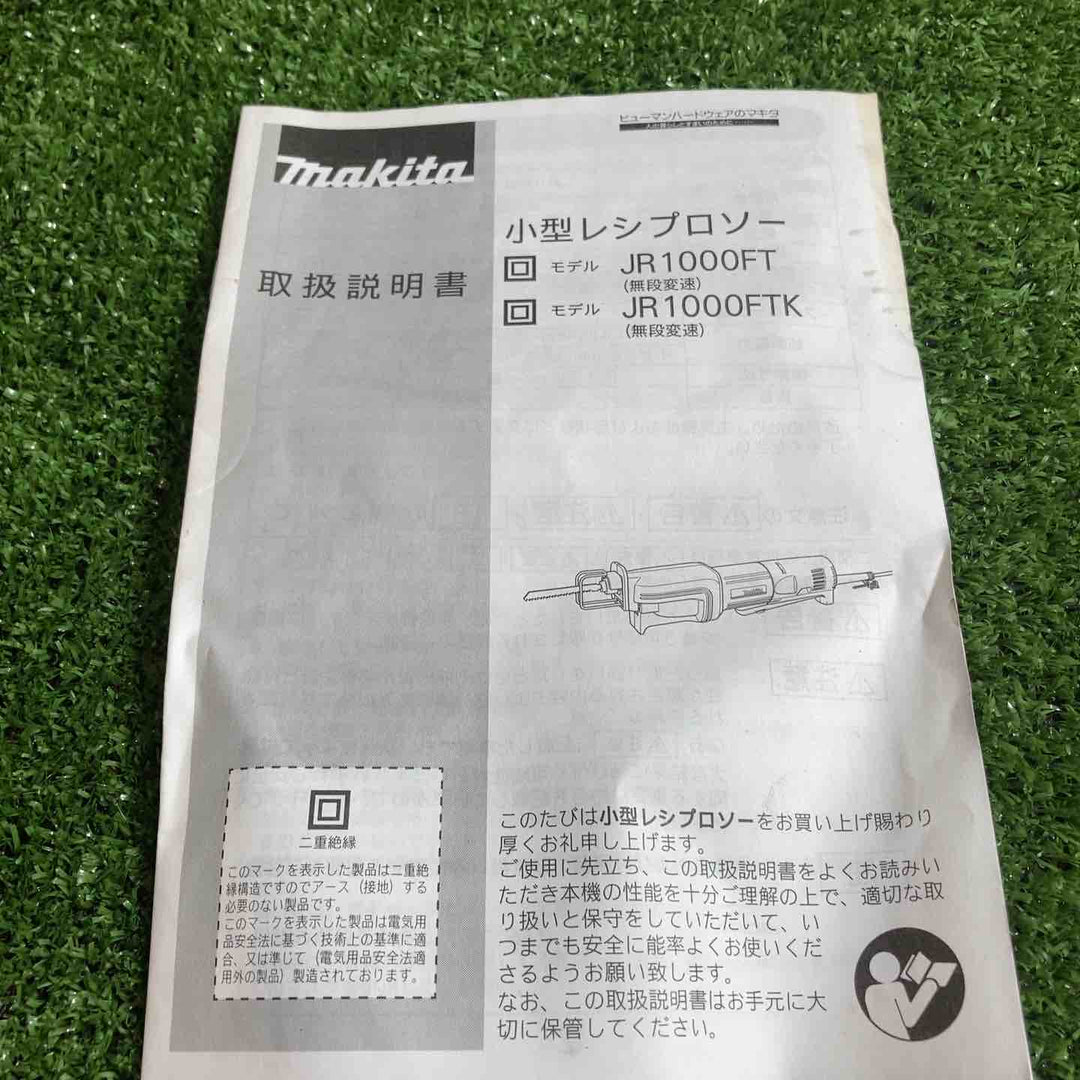 ヒューマンハードウェアのマキタ
makita
取扱説明書
小型レシプロソー
モデル JR1000FT
(無段変速)
モデル JR1000FTK
(無段変速)
二重絶縁
このマークを表示した製品は二重絶
縁構造ですのでアース（接地）する
必要のない製品です。
このマークを表示した製品は電気用
品安全法に基づく技術上の基準に適
合、又は準じて（電気用品安全法適
用外の製品）製造されております。
このたびは小型レシプロソーをお買い上げ賜わり
厚くお礼申し上げます。
ご使用に先立ち、この取扱説明書をよくお読みい
ただき本機の性能を十分ご理解の上で、適切な取
り扱いと保守をしていただいて、い
つまでも安全に能率よくお使いくだ
さるようお願い致します。
なお、この取扱説明書はお手元に大
切に保管してください。